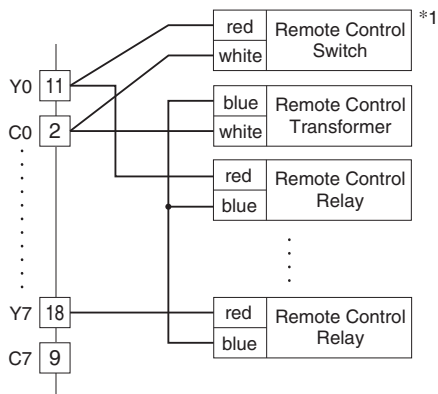 red
white
Remote Control
Switch
*1
Y0
11
C0
2
blue
white
Remote Control
Transformer
red
blue
Remote Control
Relay
Y7
18
C7
9
red
blue
Remote Control
Relay